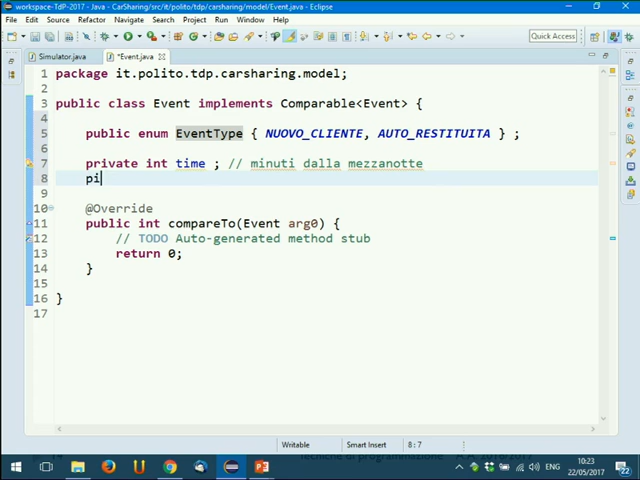 workspace-TdP-2017 - Java - CarSharing/src/it/polito/tdp/carsharing/model/Event.java - Eclipse
File Edit Source Refactor Navigate Search Project Run Window Help
Quick Access
Simulator.java *Event.java
1 package it.polito.tdp.carsharing.model;
2
3 public class Event implements Comparable<Event> {
4
5 public enum EventType { NUOVO_CLIENTE, AUTO_RESTITUITA } ;
6
7 private int time ; // minuti dalla mezzanotte
8 pi
9
10 @Override
11 public int compareTo(Event arg0) {
12 // TODO Auto-generated method stub
13 return 0;
14 }
15
16 }
17
Writable Smart Insert 8 : 7
Tecniche di programmazione A.A. 2016/2017
ENG
10:23
22/05/2017